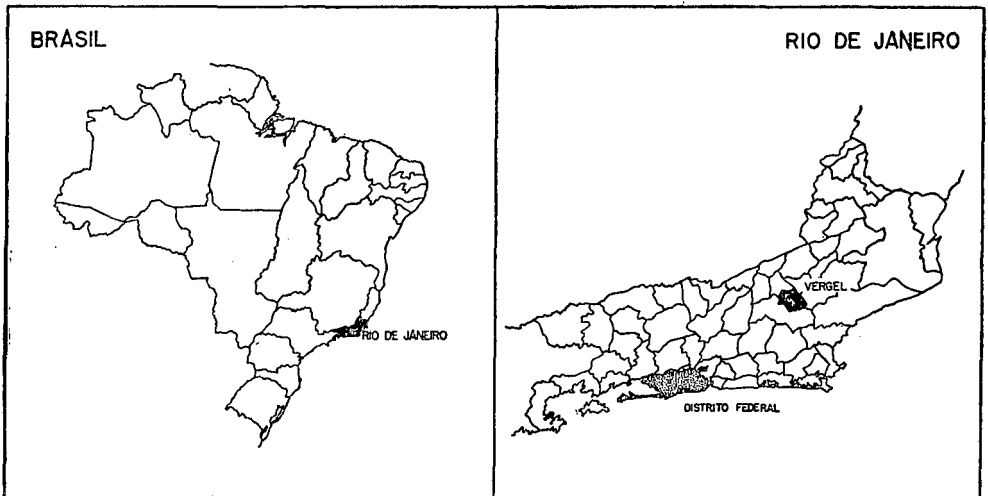 BRASIL
RIO DE JANEIRO
RIO DE JANEIRO
VERGEL
DISTRITO FEDERAL